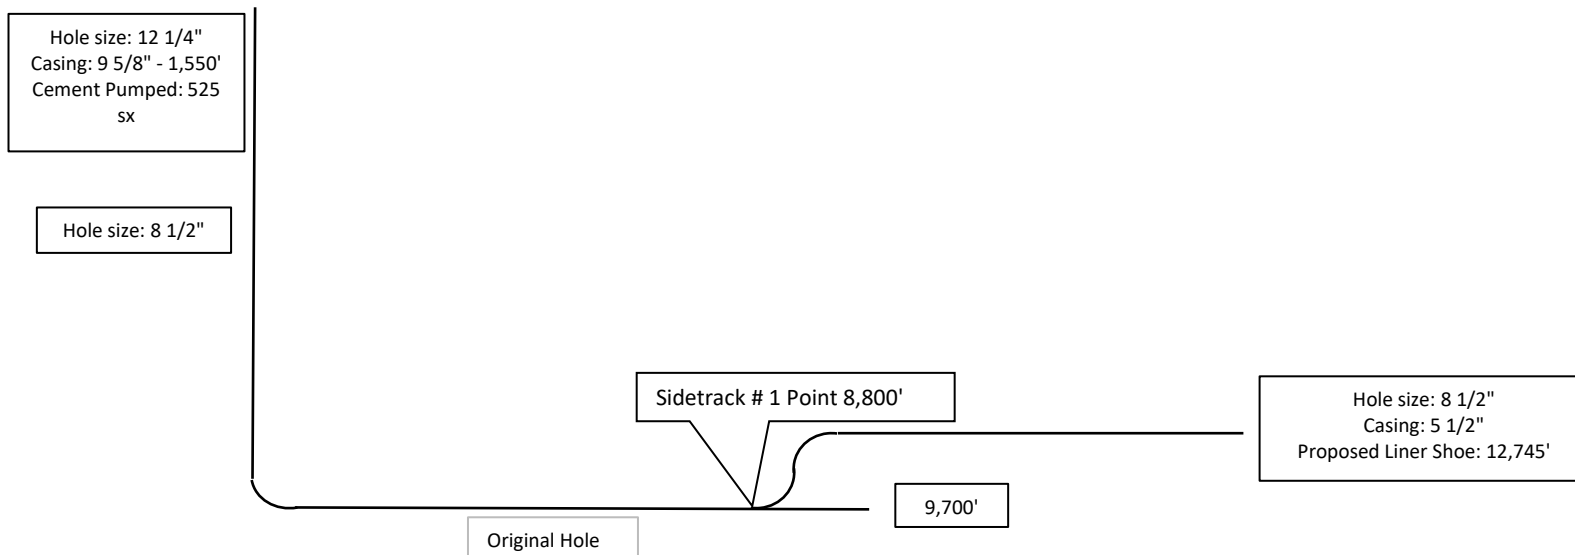 Hole size: 12 1/4"
Casing: 9 5/8" - 1,550'
Cement Pumped: 525
sx
Hole size: 8 1/2"
Sidetrack # 1 Point 8,800'
Hole size: 8 1/2"
Casing: 5 1/2"
Proposed Liner Shoe: 12,745'
9,700'
Original Hole